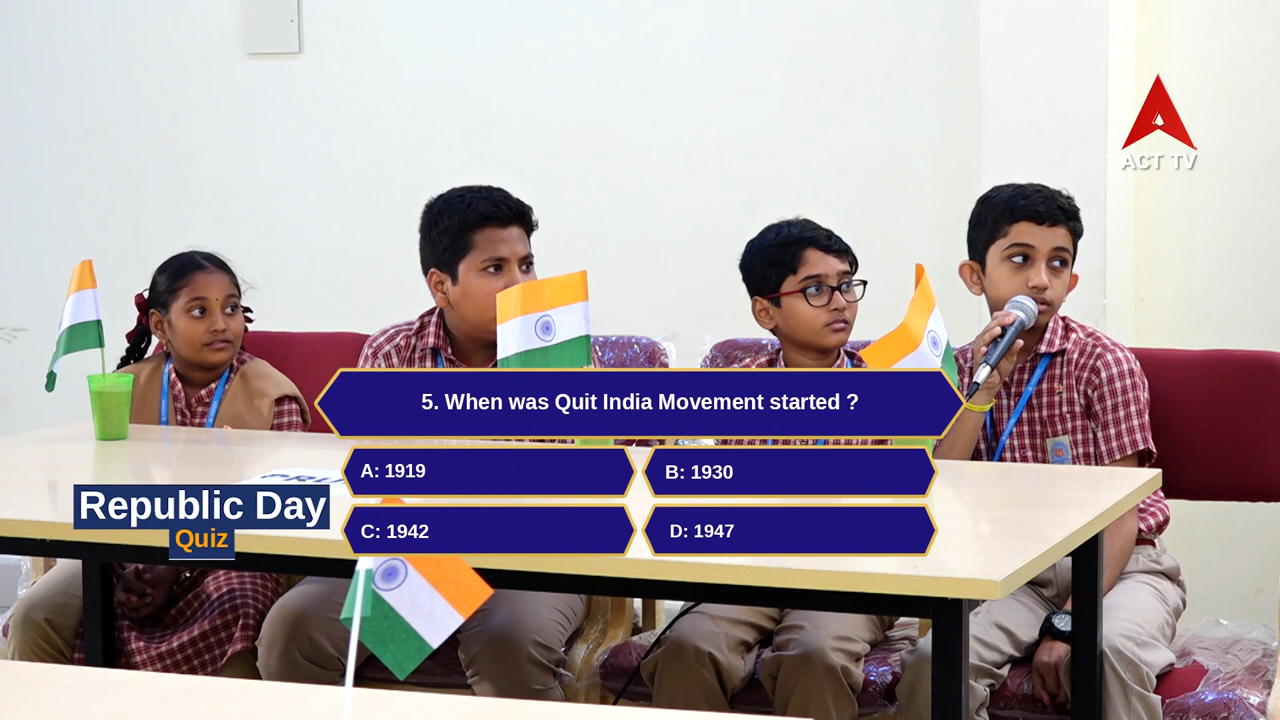 ACT TV
5. When was Quit India Movement started ?
A: 1919
B: 1930
C: 1942
D: 1947
Republic Day
Quiz